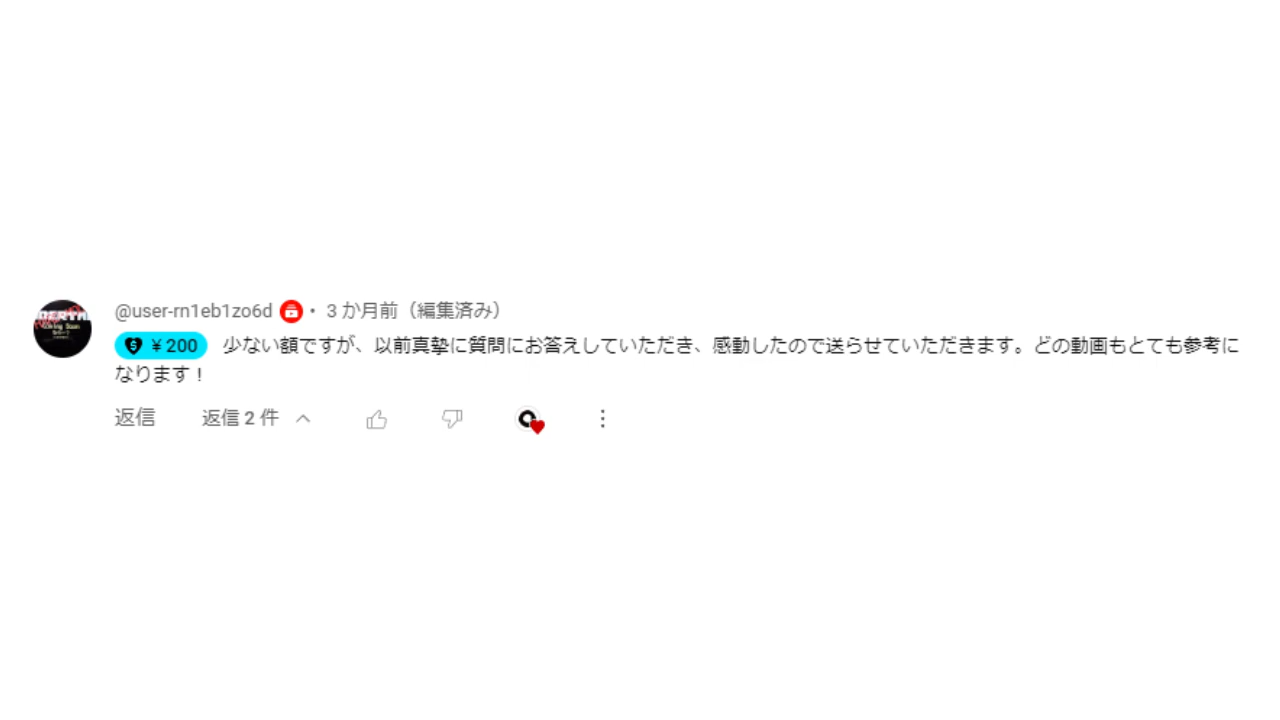 @user-rn1eb1zo6d ・ 3 か月前（編集済み）
¥200 少ない額ですが、以前真摯に質問にお答えしていただき、感動したので送らせていただきます。どの動画もとても参考に
なります！
返信 返信 2 件